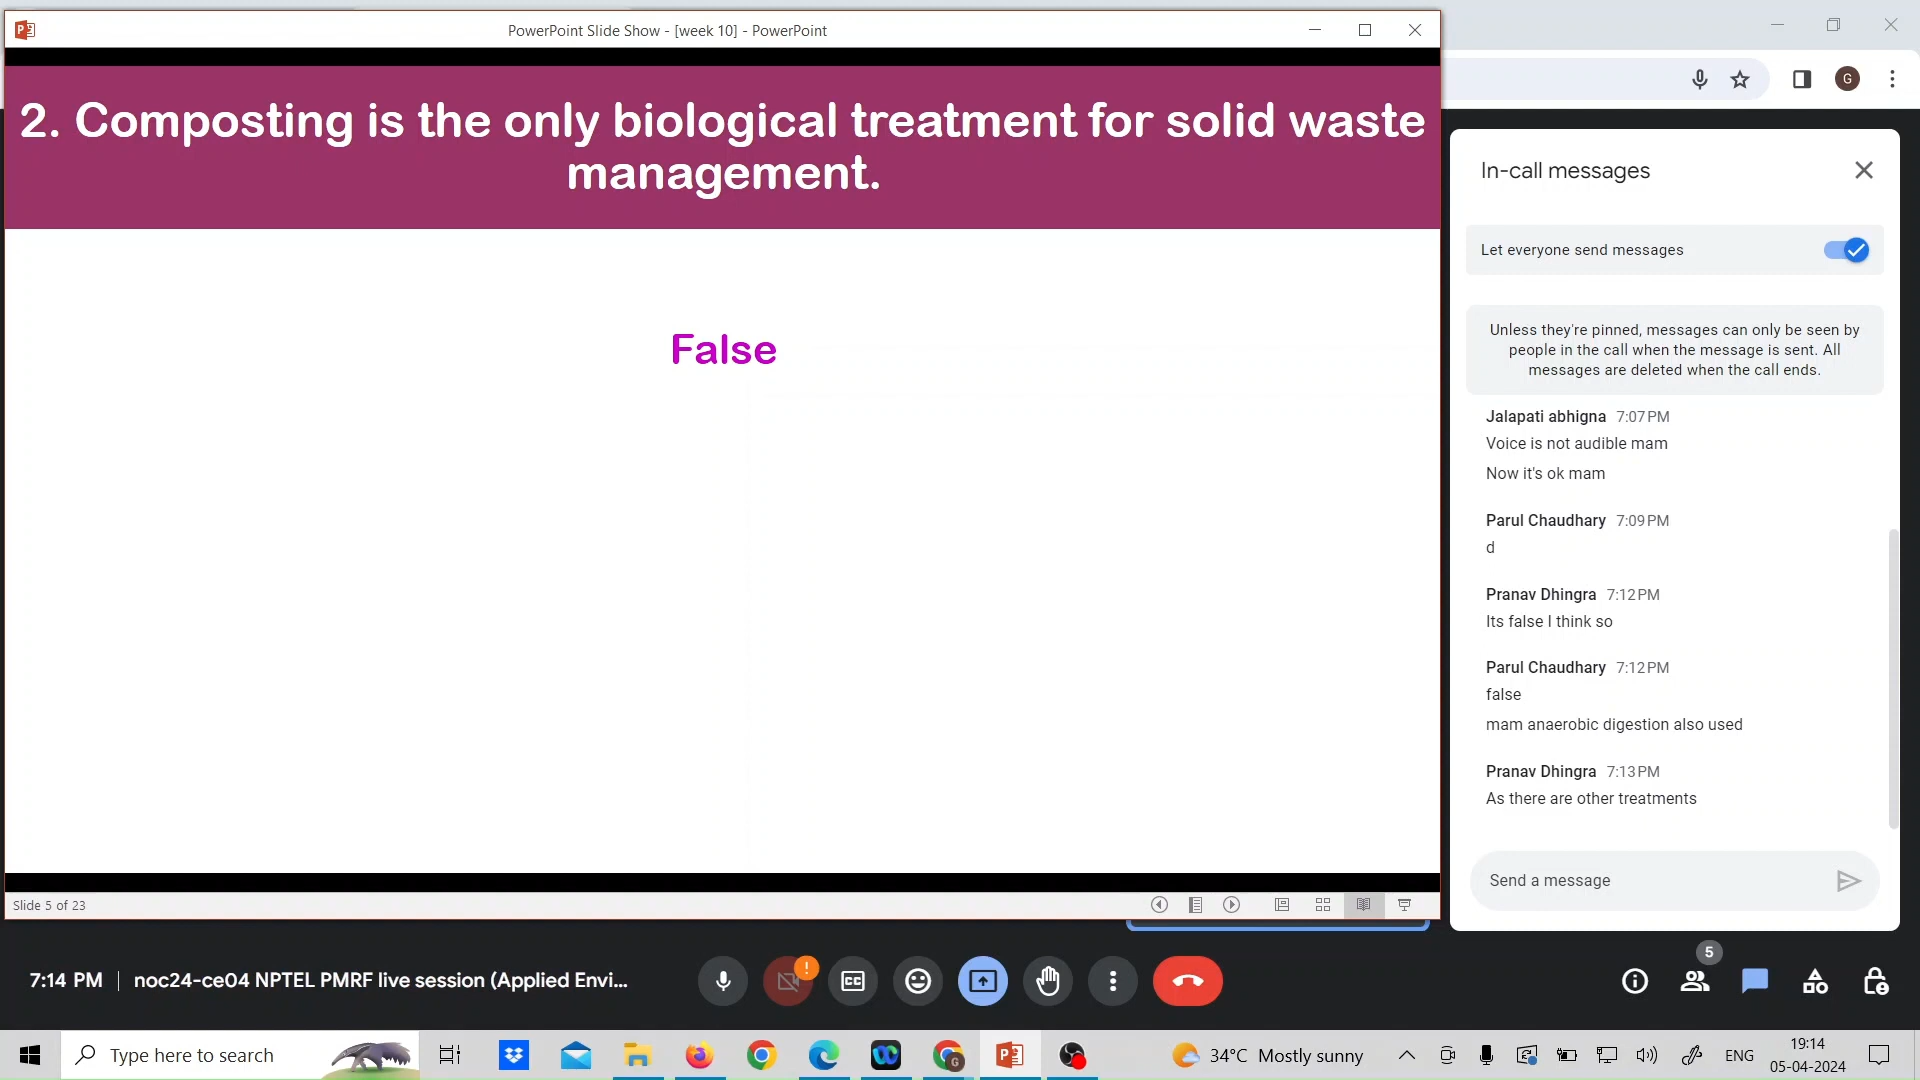 PowerPoint Slide Show - [week 10] - PowerPoint
2. Composting is the only biological treatment for solid waste
management.
False
Slide 5 of 23
G
In-call messages
Let everyone send messages
Unless they're pinned, messages can only be seen by
people in the call when the message is sent. All
messages are deleted when the call ends.
Jalapati abhigna 7:07 PM
Voice is not audible mam
Now it's ok mam
Parul Chaudhary 7:09 PM
d
Pranav Dhingra 7:12 PM
Its false I think so
Parul Chaudhary 7:12 PM
false
mam anaerobic digestion also used
Pranav Dhingra 7:13 PM
As there are other treatments
Send a message
7:14 PM | noc24-ce04 NPTEL PMRF live session (Applied Envi...
5
Type here to search
34°C Mostly sunny
ENG
19:14
05-04-2024